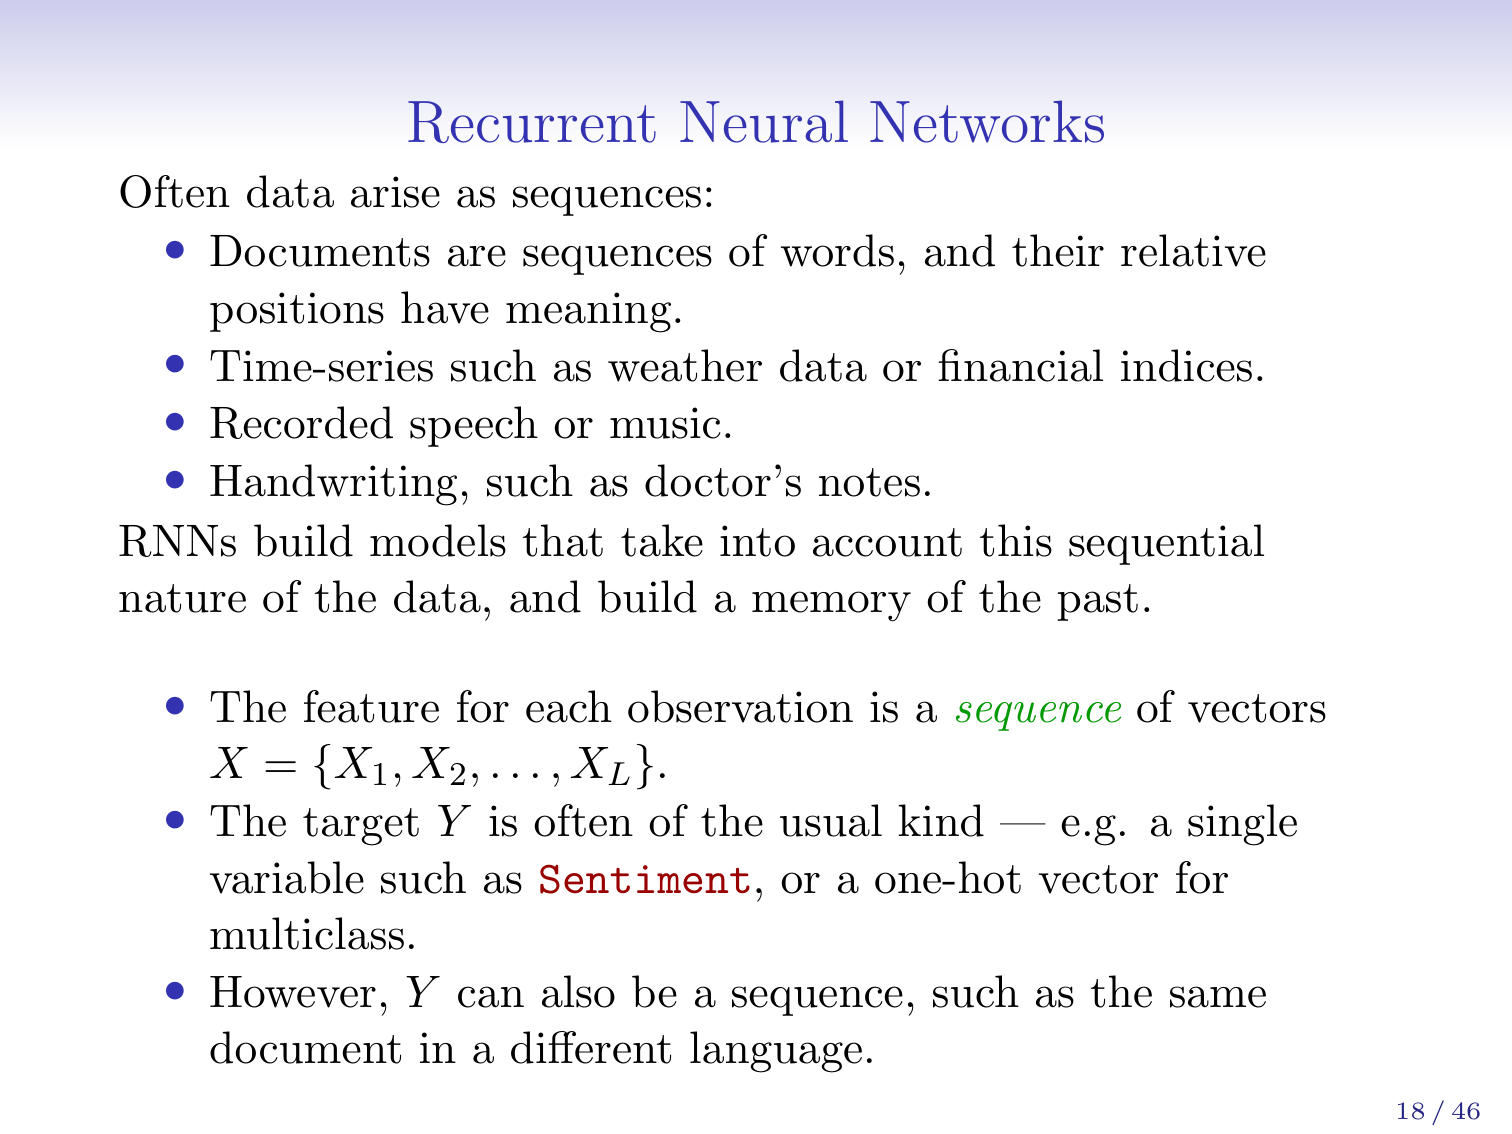 Recurrent Neural Networks
Often data arise as sequences:
• Documents are sequences of words, and their relative
positions have meaning.
• Time-series such as weather data or financial indices.
• Recorded speech or music.
• Handwriting, such as doctor’s notes.
RNNs build models that take into account this sequential
nature of the data, and build a memory of the past.
• The feature for each observation is a sequence of vectors
X = {X₁, X₂, . . . , X_L}.
• The target Y is often of the usual kind — e.g. a single
variable such as Sentiment, or a one-hot vector for
multiclass.
• However, Y can also be a sequence, such as the same
document in a different language.
18 / 46